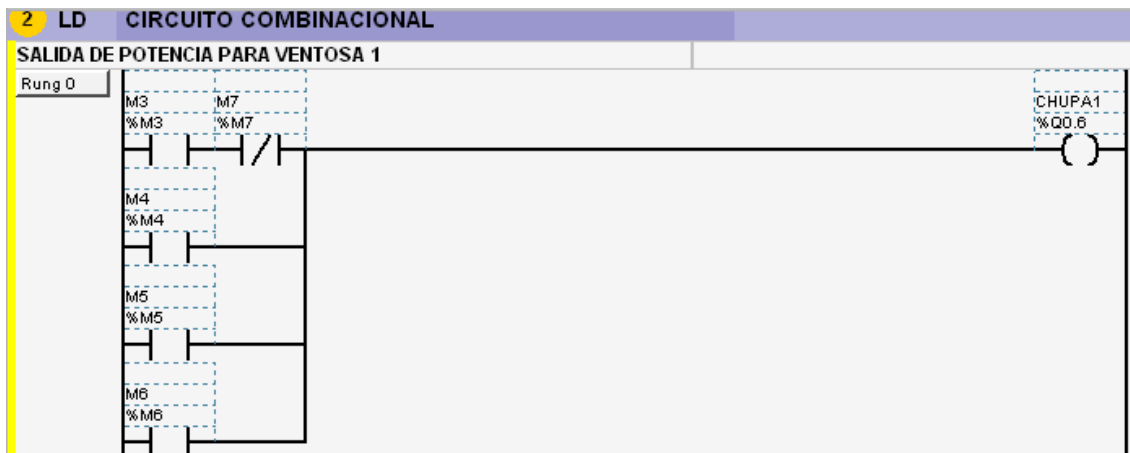 2 LD CIRCUITO COMBINACIONAL
SALIDA DE POTENCIA PARA VENTOSA 1
Rung 0
M3 M7 CHUPA1
%M3 %M7 %Q0.6
M4
%M4
M5
%M5
M6
%M6